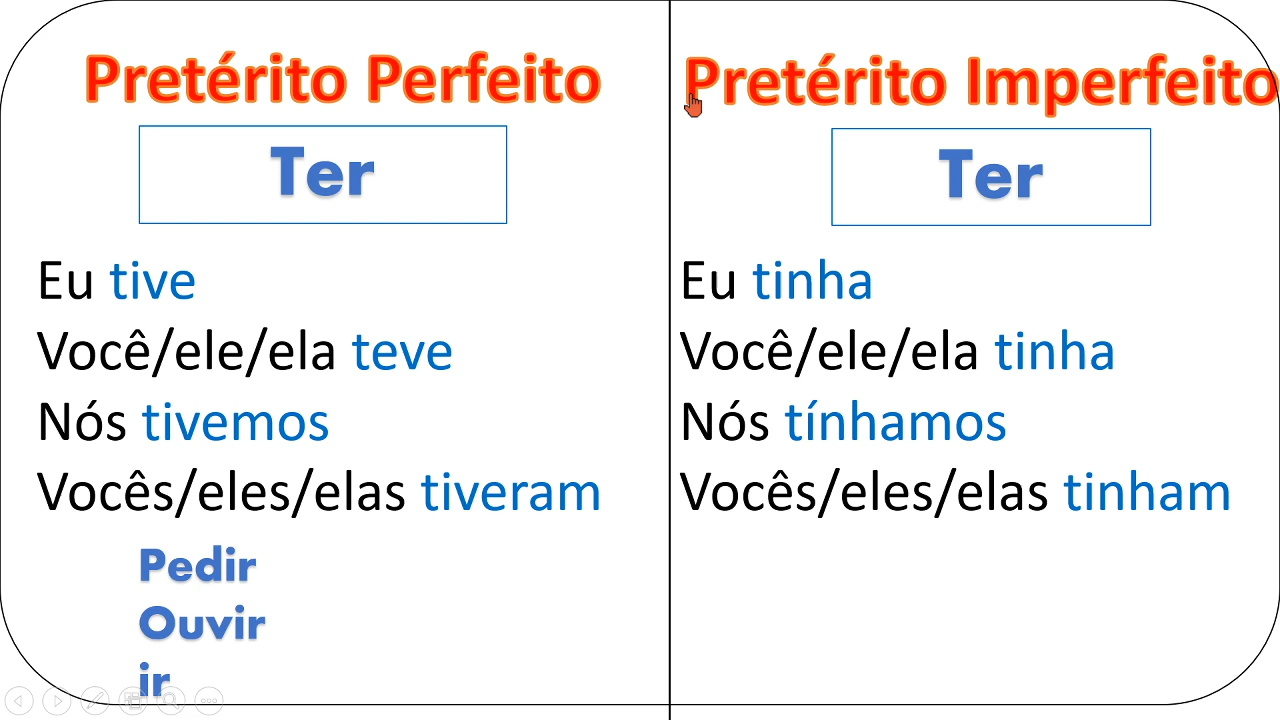 Pretérito Perfeito
Ter
Eu tive
Você/ele/ela teve
Nós tivemos
Vocês/eles/elas tiveram
Pedir
Ouvir
ir
Pretérito Imperfeito
Ter
Eu tinha
Você/ele/ela tinha
Nós tínhamos
Vocês/eles/elas tinham